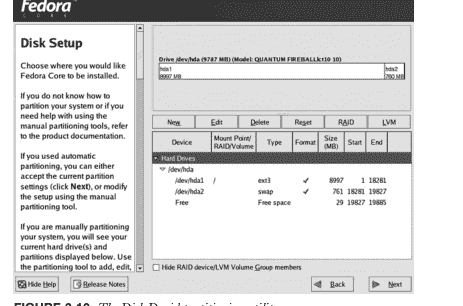 Fedora
CORE
Disk Setup
Choose where you would like
Fedora Core to be installed.
If you do not know how to
partition your system or if you
need help with using the
manual partitioning tools, refer
to the product documentation.
If you used automatic
partitioning, you can either
accept the current partition
settings (click Next), or modify
the setup using the manual
partitioning tool.
If you are manually partitioning
your system, you will see your
current hard drive(s) and
partitions displayed below. Use
the partitioning tool to add, edit,
Drive /dev/hda (9787 MB) (Model: QUANTUM FIREBALLlct10 10)
hda1
8997 MB
hda2
760 MB
New Edit Delete Reset RAID LVM
Device Mount Point/ RAID/Volume Type Format Size (MB) Start End
Hard Drives
/dev/hda
/dev/hda1 / ext3 ✓ 8997 1 18281
/dev/hda2 swap ✓ 761 18281 19827
Free Free space 29 19827 19885
Hide RAID device/LVM Volume Group members
Hide Help Release Notes Back Next